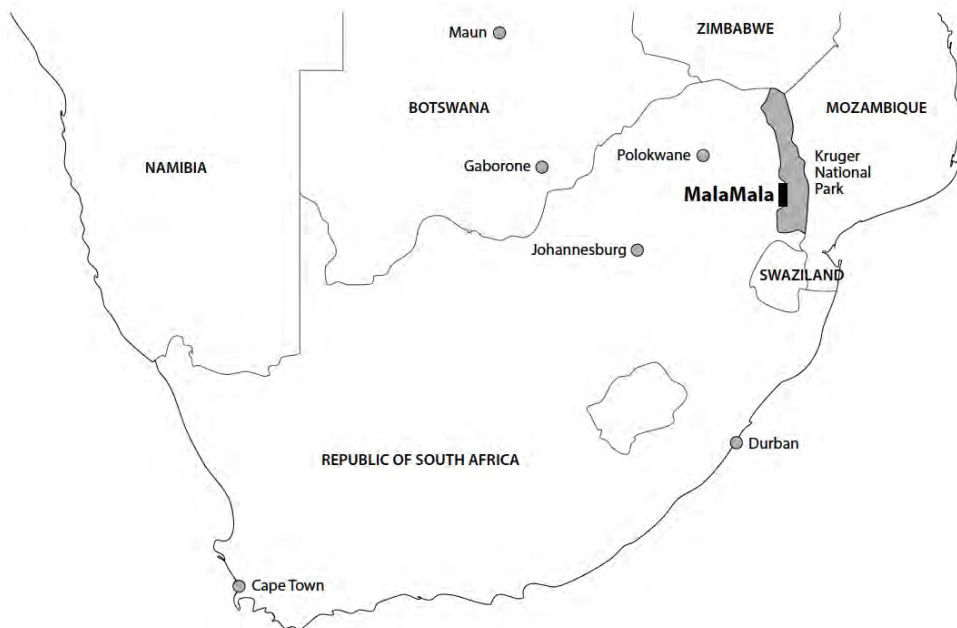 Maun
ZIMBABWE
BOTSWANA
MOZAMBIQUE
NAMIBIA
Gaborone
Polokwane
Kruger
National
Park
MalaMala
Johannesburg
SWAZILAND
REPUBLIC OF SOUTH AFRICA
Durban
Cape Town